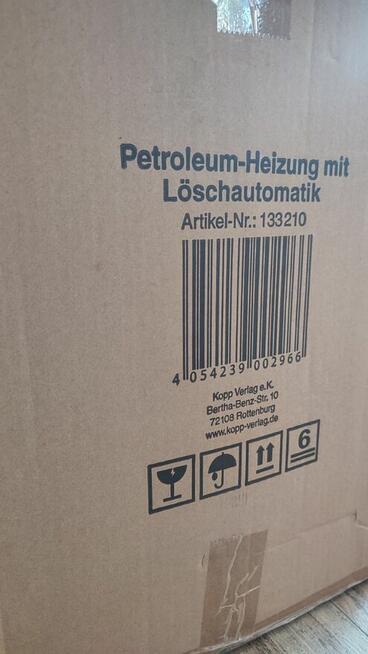 Petroleum-Heizung mit
Löschautomatik
Artikel-Nr.: 133210
4 054239 002966
Kopp Verlag e.K.
Bertha-Benz-Str. 10
72108 Rottenburg
www.kopp-verlag.de
6